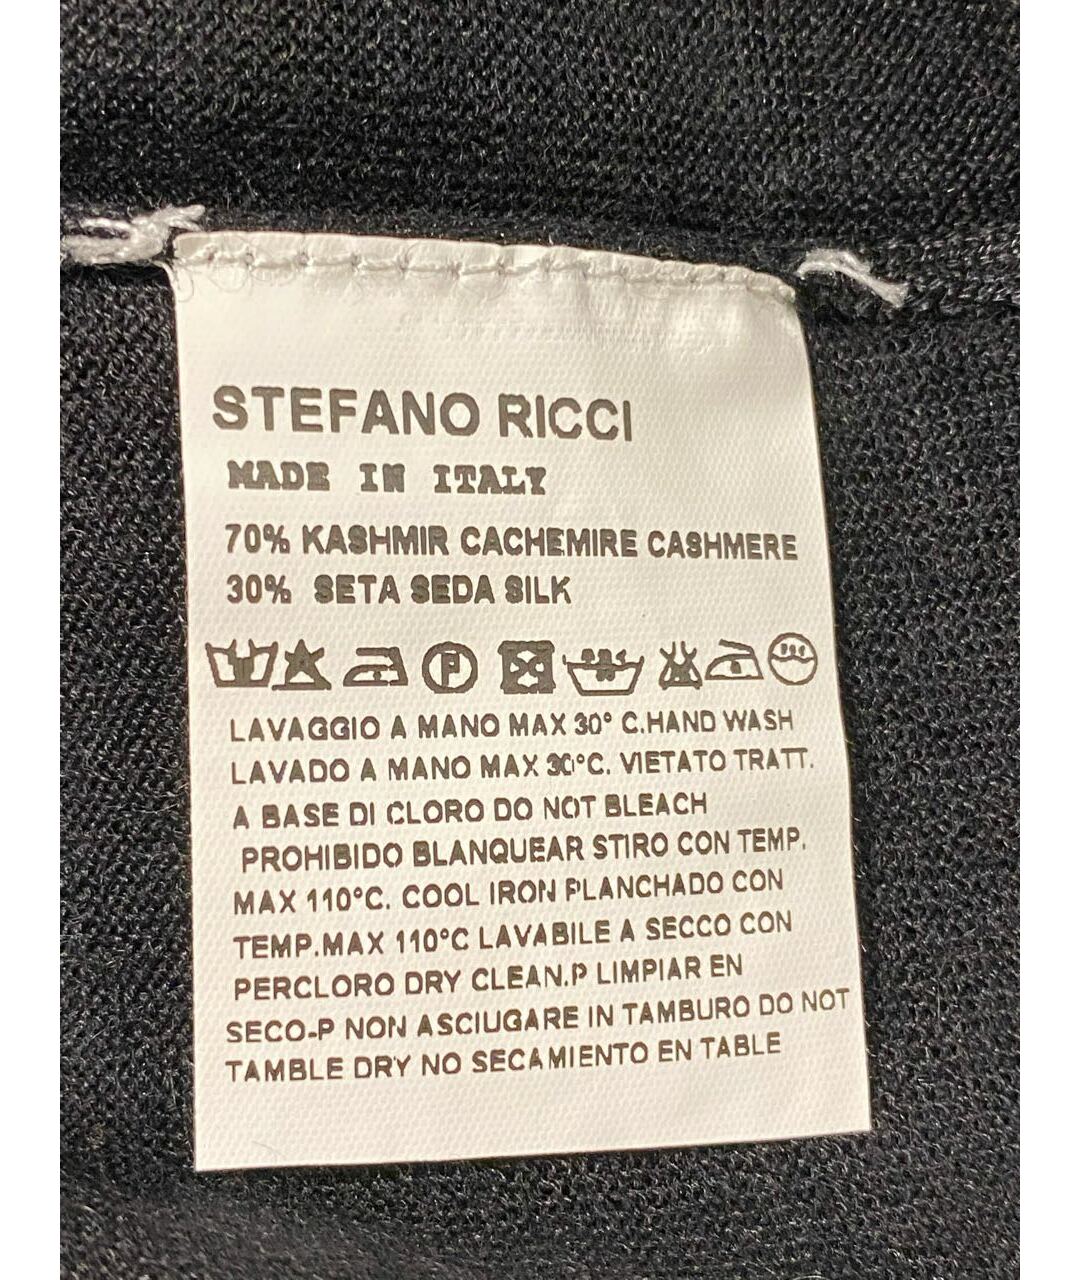 STEFANO RICCI
MADE IN ITALY
70% KASHMIR CACHEMIRE CASHMERE
30% SETA SEDA SILK
P
LAVAGGIO A MANO MAX 30° C.HAND WASH
LAVADO A MANO MAX 30°C. VIETATO TRATT.
A BASE DI CLORO DO NOT BLEACH
PROHIBIDO BLANQUEAR STIRO CON TEMP.
MAX 110°C. COOL IRON PLANCHADO CON
TEMP.MAX 110°C LAVABILE A SECCO CON
PERCLORO DRY CLEAN.P LIMPIAR EN
SECO-P NON ASCIUGARE IN TAMBURO DO NOT
TAMBLE DRY NO SECAMIENTO EN TABLE